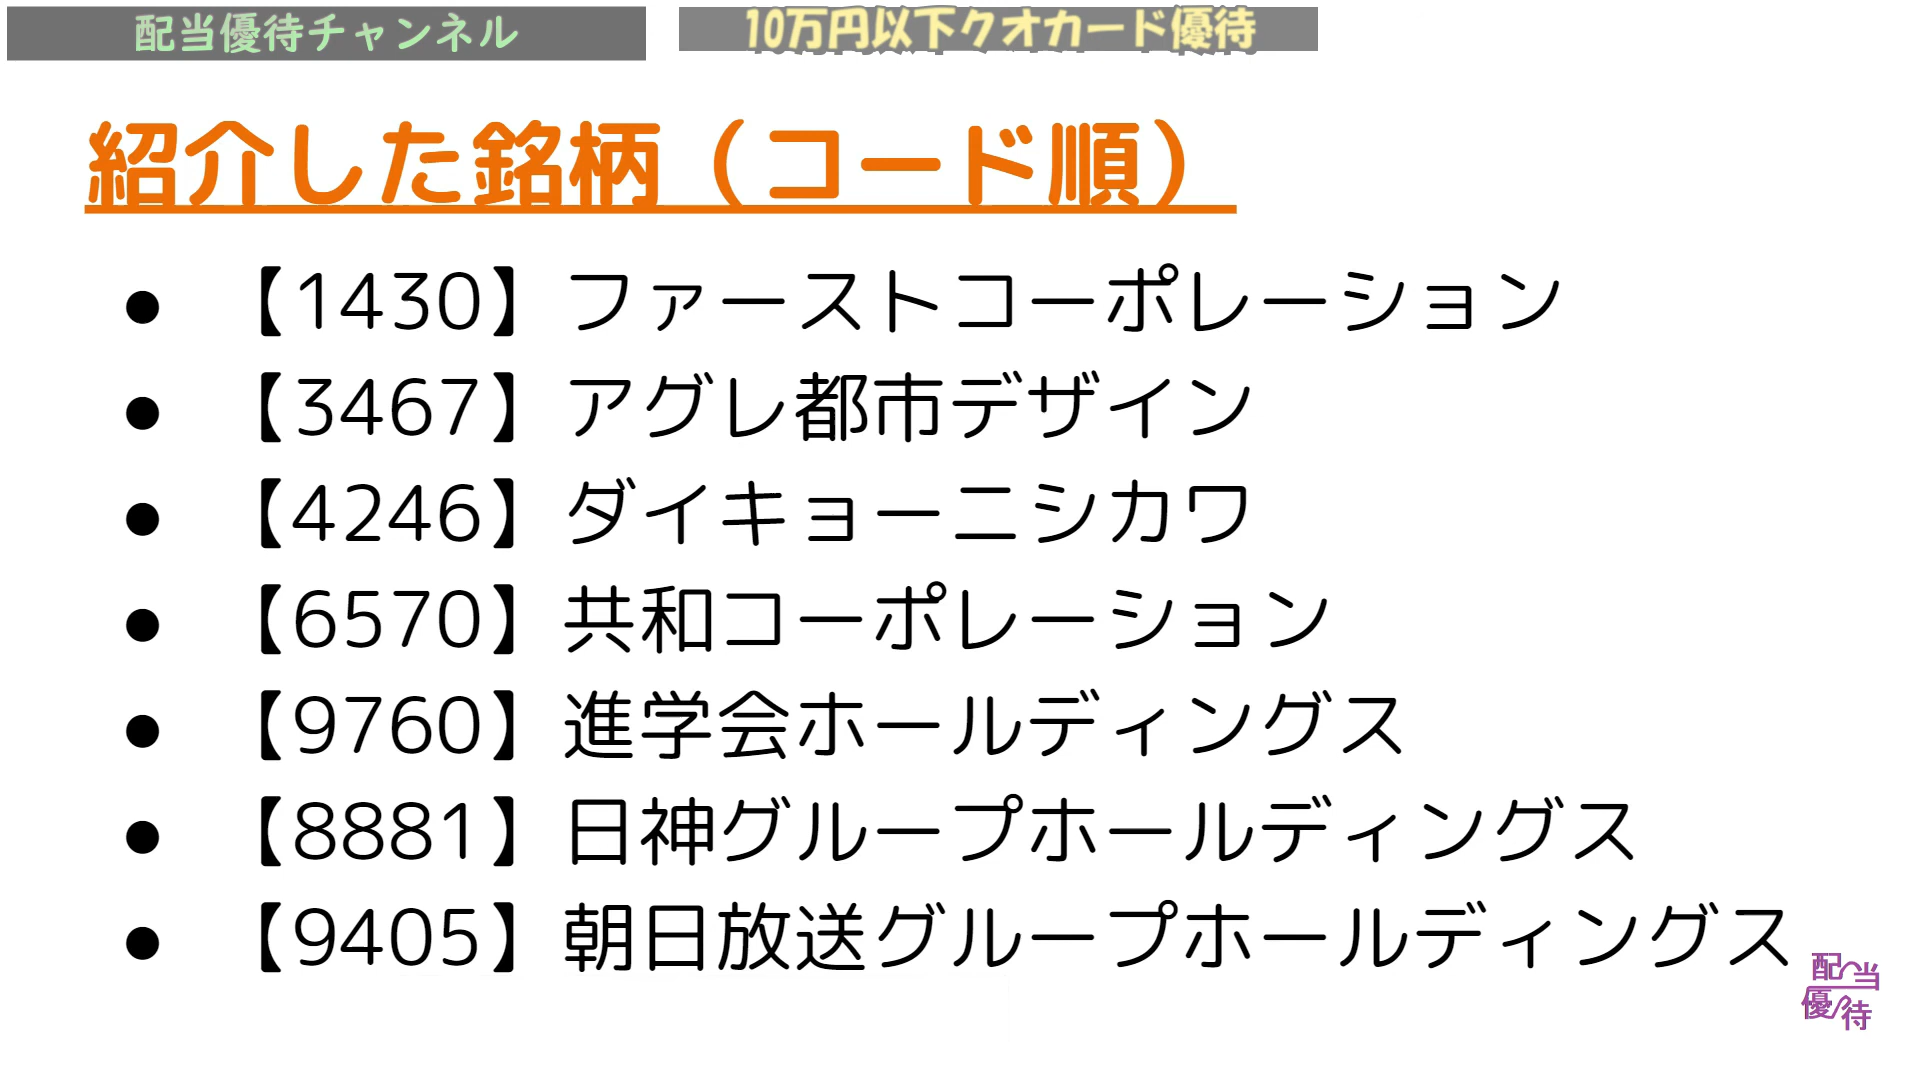 配当優待チャンネル
10万円以下クオカード優待
紹介した銘柄（コード順）
● 【1430】ファーストコーポレーション
● 【3467】アグレ都市デザイン
● 【4246】ダイキョーニシカワ
● 【6570】共和コーポレーション
● 【9760】進学会ホールディングス
● 【8881】日神グループホールディングス
● 【9405】朝日放送グループホールディングス
配当
優待